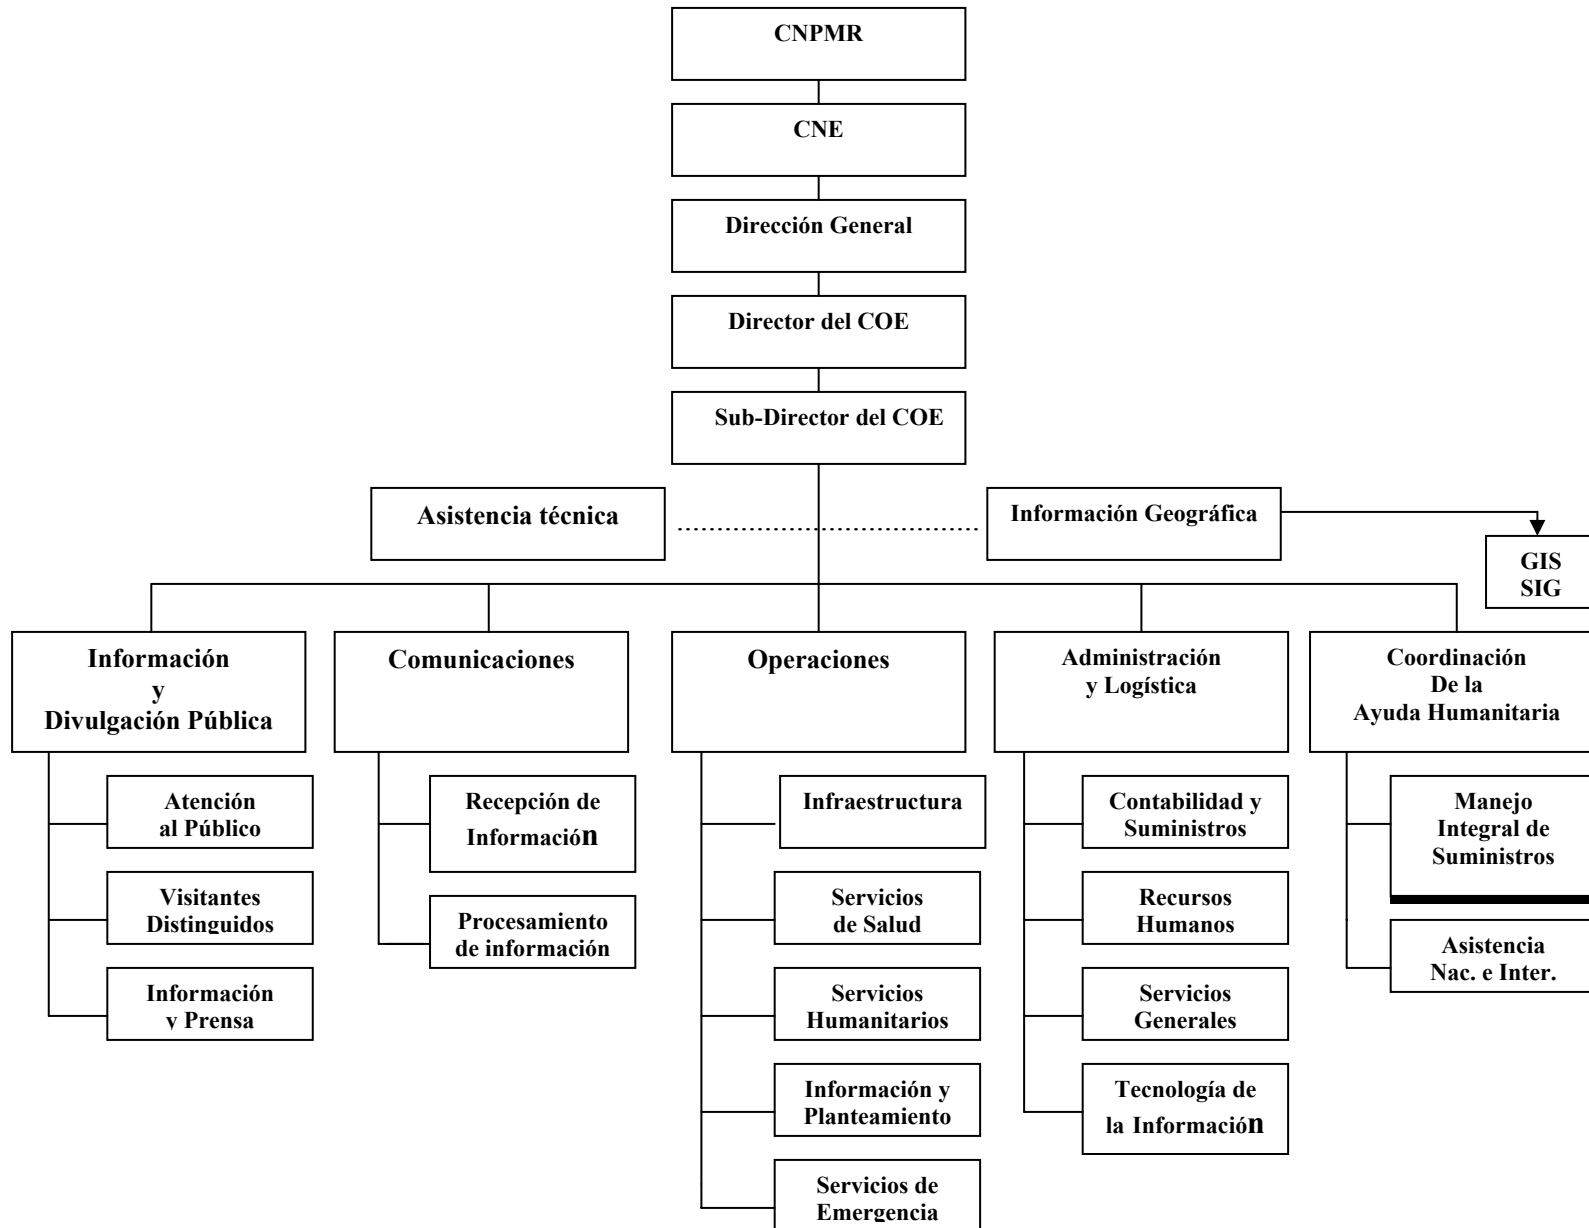 CNPMR
CNE
Dirección General
Director del COE
Sub-Director del COE
Asistencia técnica
Información Geográfica
GIS
SIG
Información
y
Divulgación Pública
Comunicaciones
Operaciones
Administración
y Logística
Coordinación
De la
Ayuda Humanitaria
Atención
al Público
Visitantes
Distinguidos
Información
y Prensa
Recepción de
Información
Procesamiento
de información
Infraestructura
Servicios
de Salud
Servicios
Humanitarios
Información y
Planteamiento
Servicios de
Emergencia
Contabilidad y
Suministros
Recursos
Humanos
Servicios
Generales
Tecnología de
la Información
Manejo
Integral de
Suministros
Asistencia
Nac. e Inter.